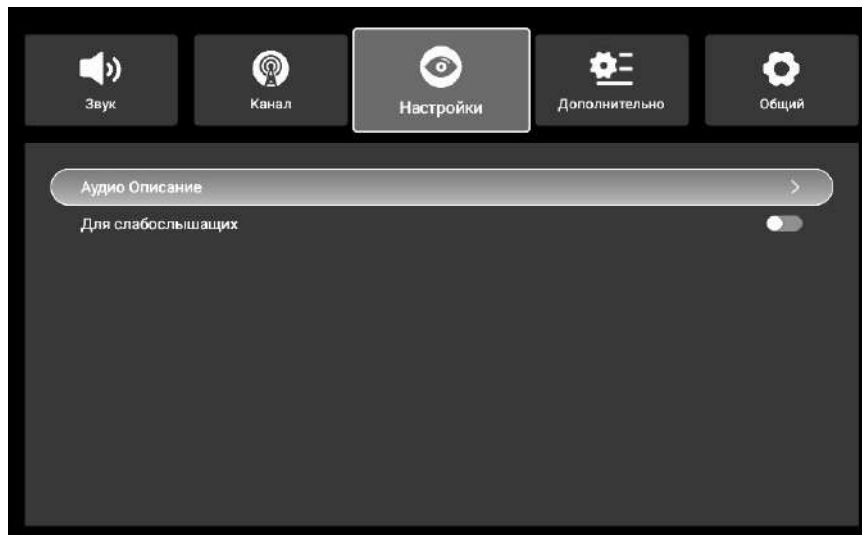 Звук
Канал
Настройки
Дополнительно
Общий
Аудио Описание
Для слабослышащих